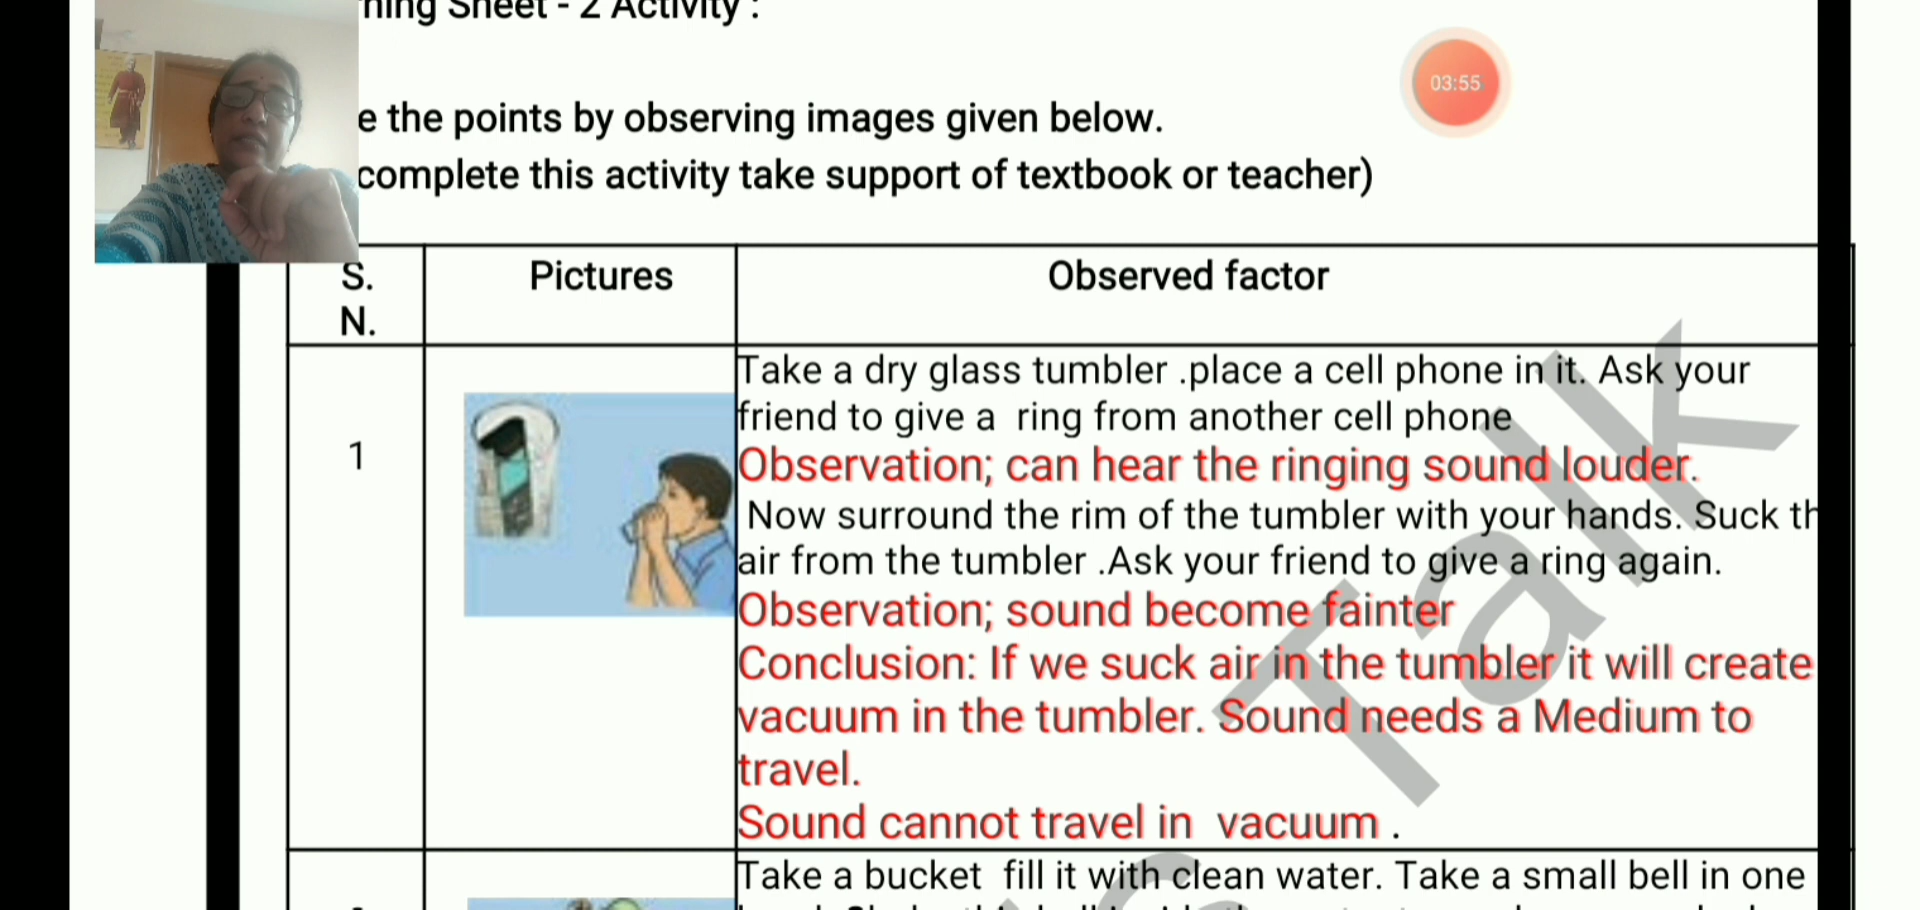 Sheet - 2 Activity :
03:55
the points by observing images given below.
complete this activity take support of textbook or teacher)
S.
N.
Pictures
Observed factor
1
Take a dry glass tumbler .place a cell phone in it. Ask your
friend to give a ring from another cell phone
Observation; can hear the ringing sound louder.
Now surround the rim of the tumbler with your hands. Suck
air from the tumbler .Ask your friend to give a ring again.
Observation; sound become fainter
Conclusion: If we suck air in the tumbler it will create
vacuum in the tumbler. Sound needs a Medium to
travel.
Sound cannot travel in vacuum .
Take a bucket fill it with clean water. Take a small bell in one
Talk